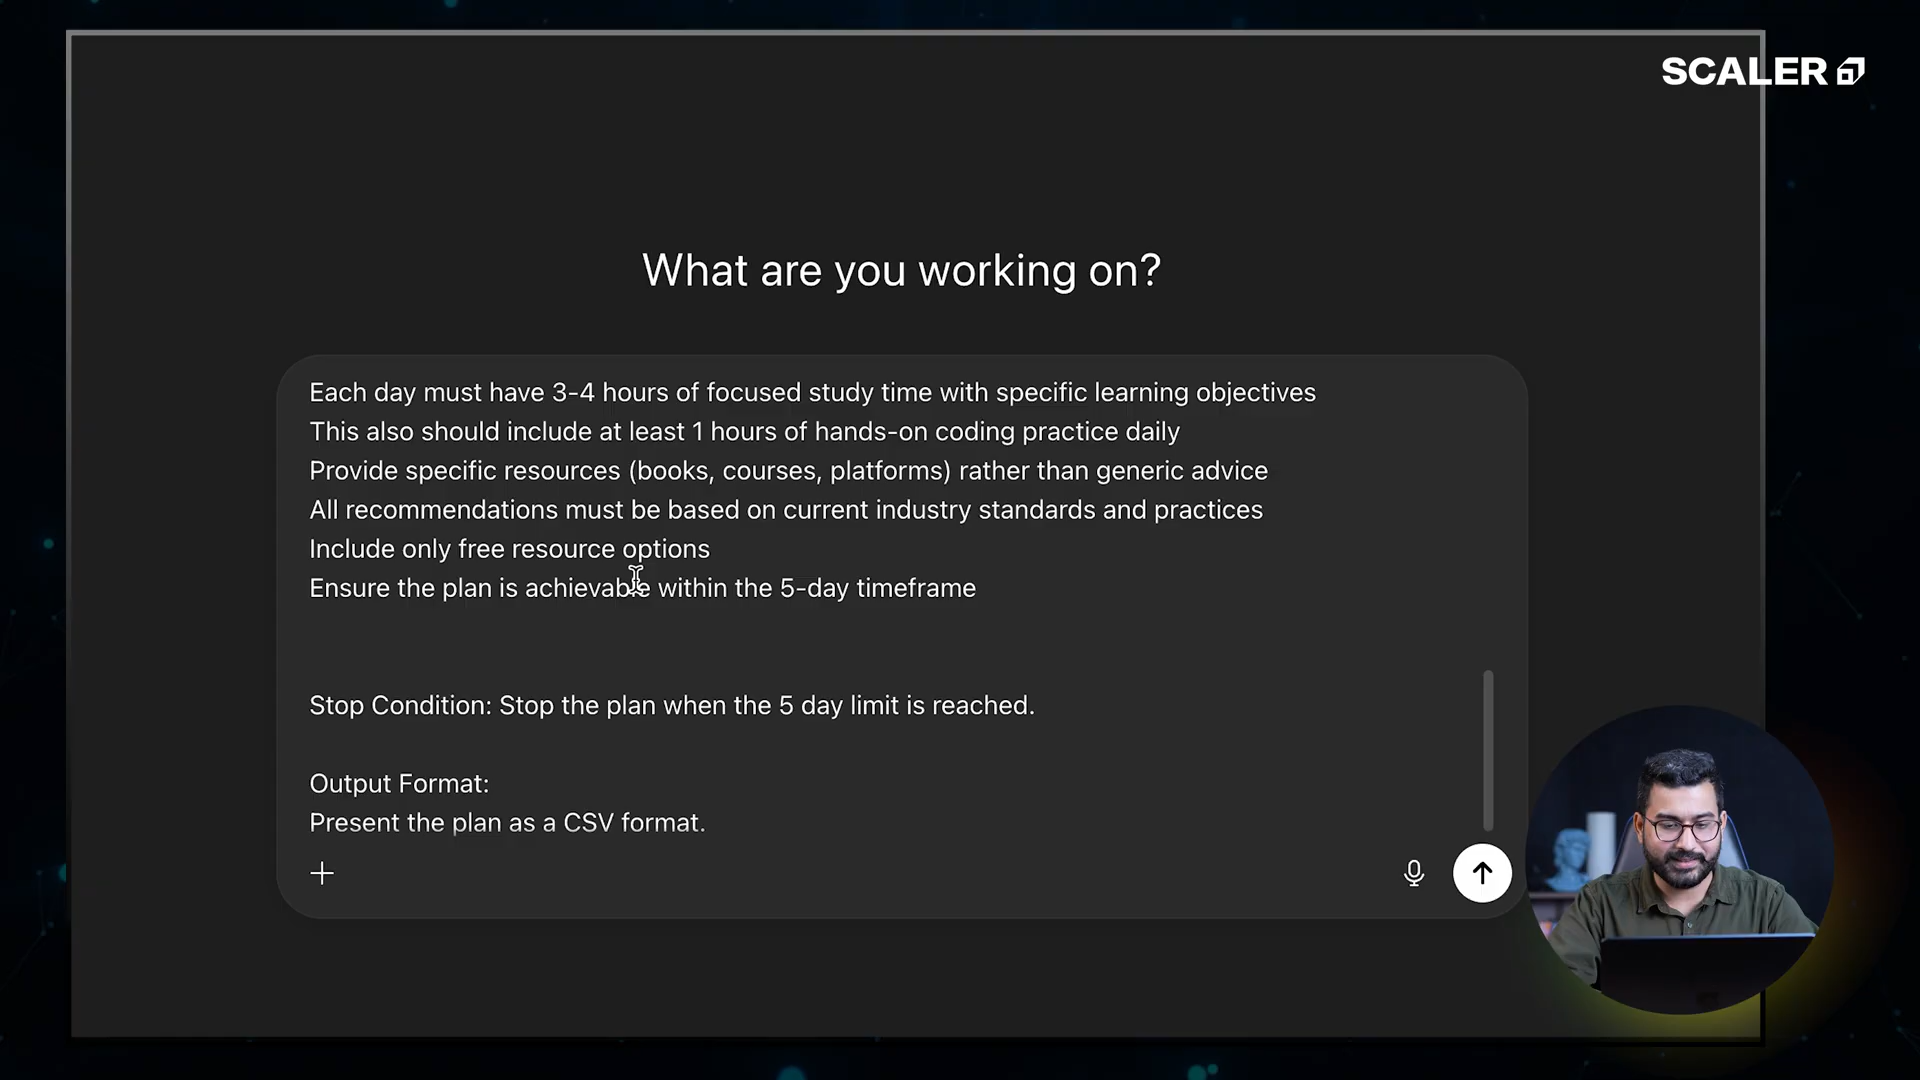 SCALER
What are you working on?
Each day must have 3-4 hours of focused study time with specific learning objectives
This also should include at least 1 hours of hands-on coding practice daily
Provide specific resources (books, courses, platforms) rather than generic advice
All recommendations must be based on current industry standards and practices
Include only free resource options
Ensure the plan is achievable within the 5-day timeframe
Stop Condition: Stop the plan when the 5 day limit is reached.
Output Format:
Present the plan as a CSV format.